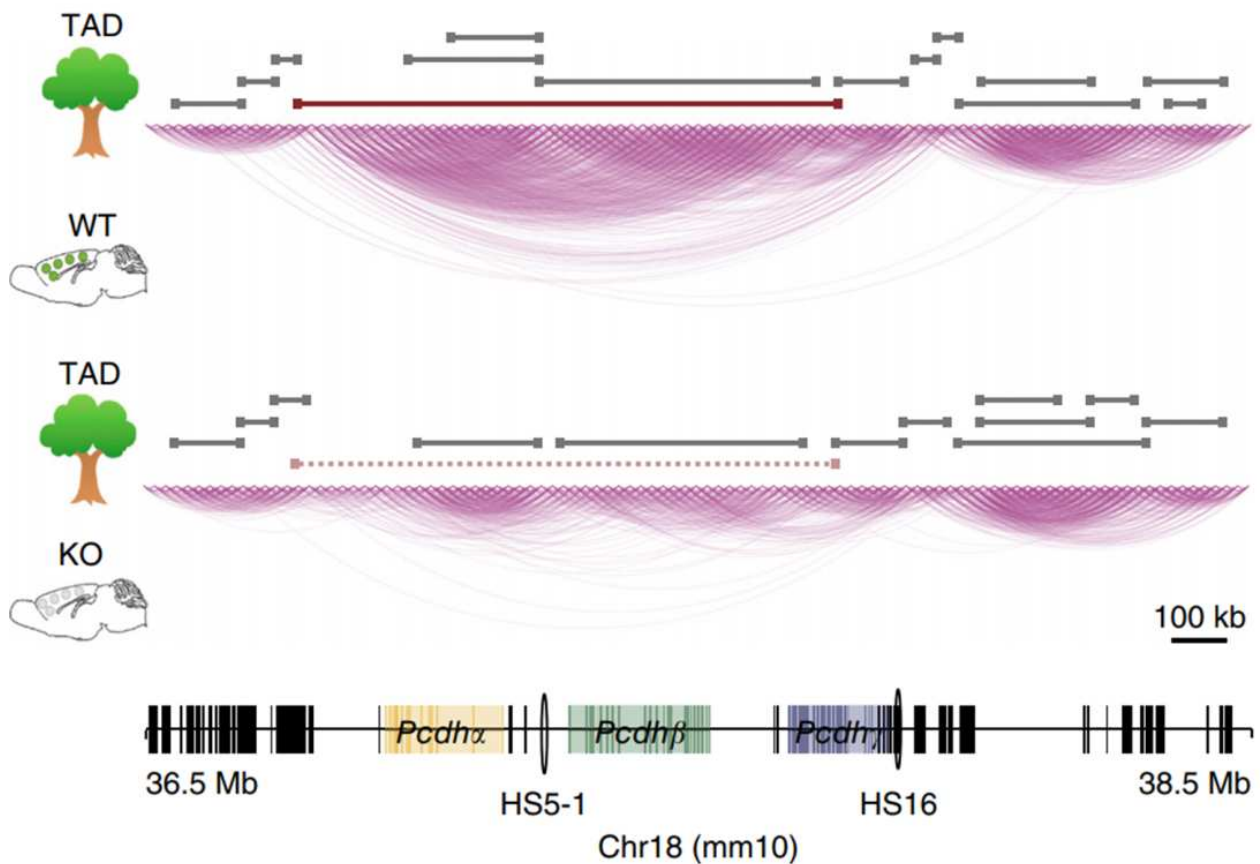 TAD
WT
TAD
KO
100 kb
Pcdhα Pcdhβ Pcdhγ
36.5 Mb 38.5 Mb
HS5-1 HS16
Chr18 (mm10)